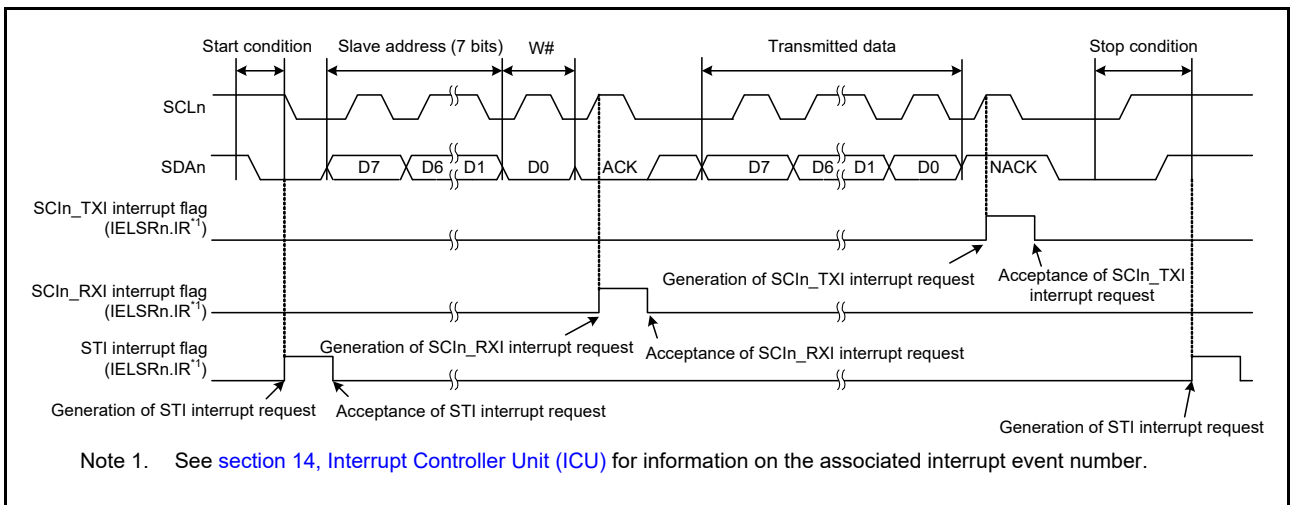 Start condition Slave address (7 bits) W# Transmitted data Stop condition
SCLn
SDAn D7 D6 D1 D0 ACK D7 D6 D1 D0 NACK
SCIn_TXI interrupt flag
(IELSRn.IR*1)
Generation of SCIn_TXI interrupt request
Acceptance of SCIn_TXI
interrupt request
SCIn_RXI interrupt flag
(IELSRn.IR*1)
Generation of SCIn_RXI interrupt request
Acceptance of SCIn_RXI interrupt request
STI interrupt flag
(IELSRn.IR*1)
Generation of STI interrupt request
Acceptance of STI interrupt request
Generation of STI interrupt request
Note 1. See section 14, Interrupt Controller Unit (ICU) for information on the associated interrupt event number.